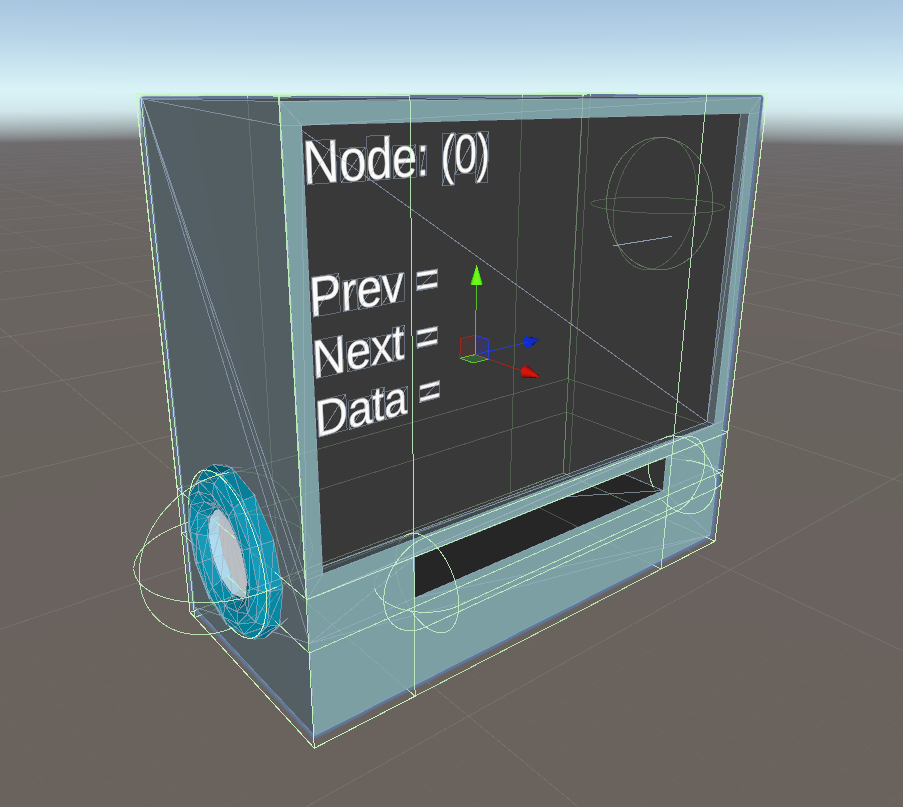 Node: (0)
Prev =
Next =
Data =